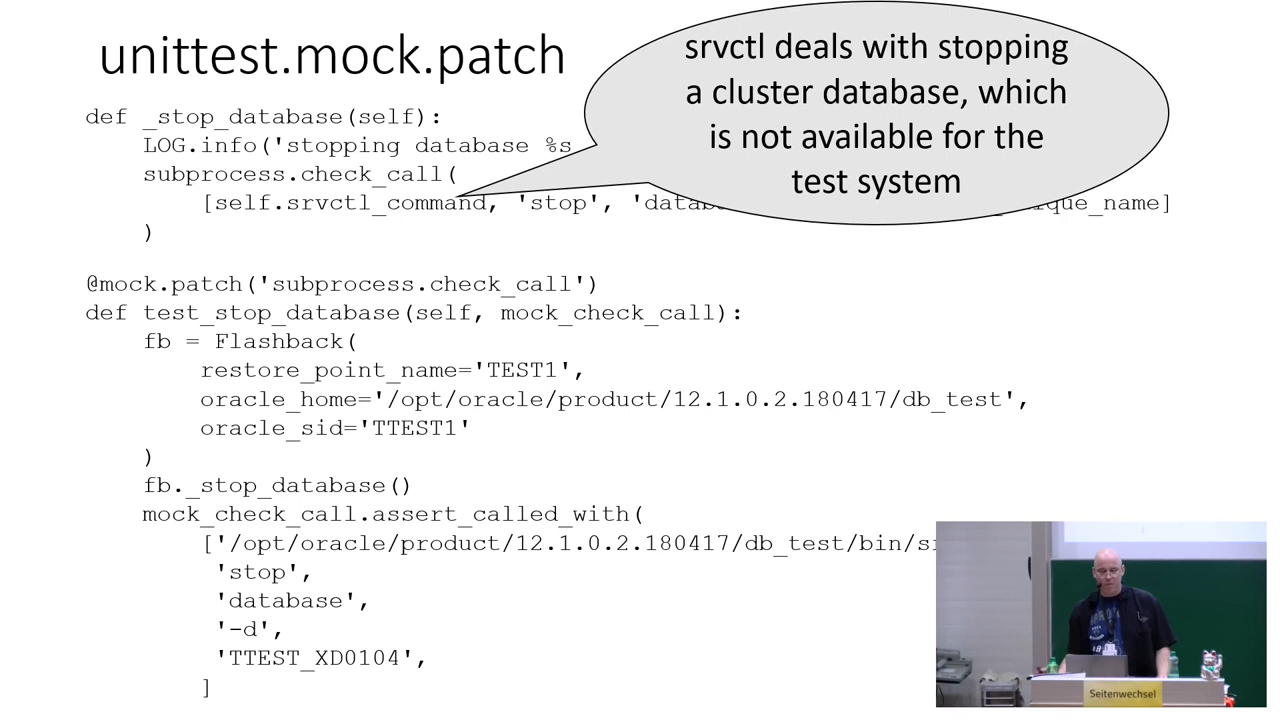 unittest.mock.patch
srvctl deals with stopping
a cluster database, which
is not available for the
test system
def _stop_database(self):
LOG.info('stopping database %s
subprocess.check_call(
[self.srvctl_command, 'stop',
)
@mock.patch('subprocess.check_call')
def test_stop_database(self, mock_check_call):
fb = Flashback(
restore_point_name='TEST1',
oracle_home='/opt/oracle/product/12.1.0.2.180417/db_test',
oracle_sid='TTEST1'
)
fb._stop_database()
mock_check_call.assert_called_with(
['/opt/oracle/product/12.1.0.2.180417/db_test/bin/
'stop',
'database',
'-d',
'TTEST_XD0104',
]
Seitenwechsel